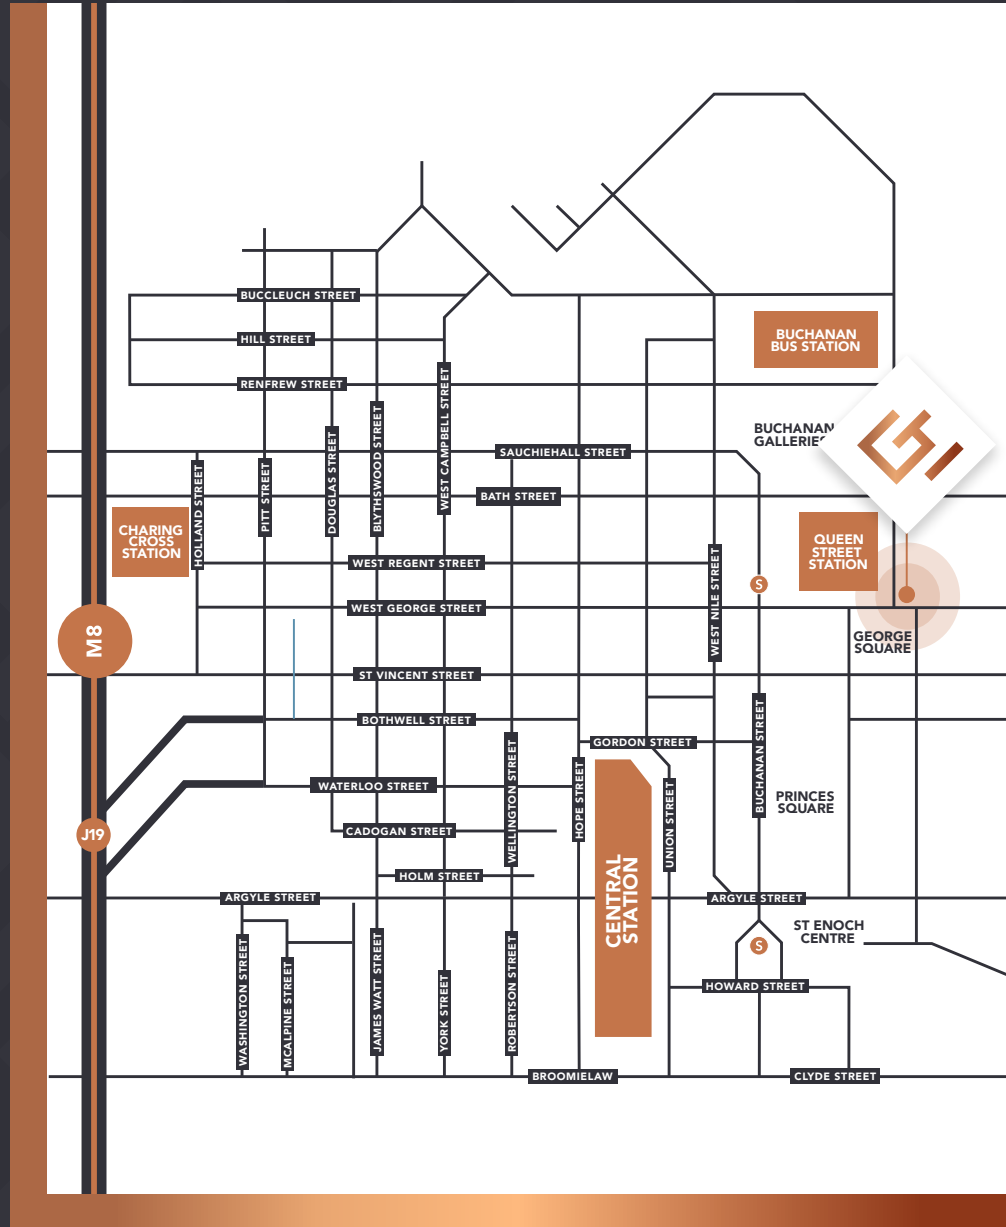 BUCCLEUCH STREET
BUCHANAN
BUS STATION
HILL STREET
RENFREW STREET
WEST CAMPBELL STREET
BLYTHSWOOD STREET
DOUGLAS STREET
BUCHANAN
GALLERIES
SAUCHIEHALL STREET
HOLLAND STREET
PITT STREET
BATH STREET
CHARING
CROSS
STATION
QUEEN
STREET
STATION
WEST REGENT STREET
WEST NILE STREET
S
WEST GEORGE STREET
M8
GEORGE
SQUARE
ST VINCENT STREET
BUCHANAN STREET
BOTHWELL STREET
GORDON STREET
WELLINGTON STREET
HOPE STREET
UNION STREET
WATERLOO STREET
PRINCES
SQUARE
J19
CADOGAN STREET
CENTRAL
STATION
HOLM STREET
ARGYLE STREET
ARGYLE STREET
ST ENOCH
CENTRE
S
WASHINGTON STREET
MCALPINE STREET
JAMES WATT STREET
YORK STREET
ROBERTSON STREET
HOWARD STREET
BROOMIELAW
CLYDE STREET